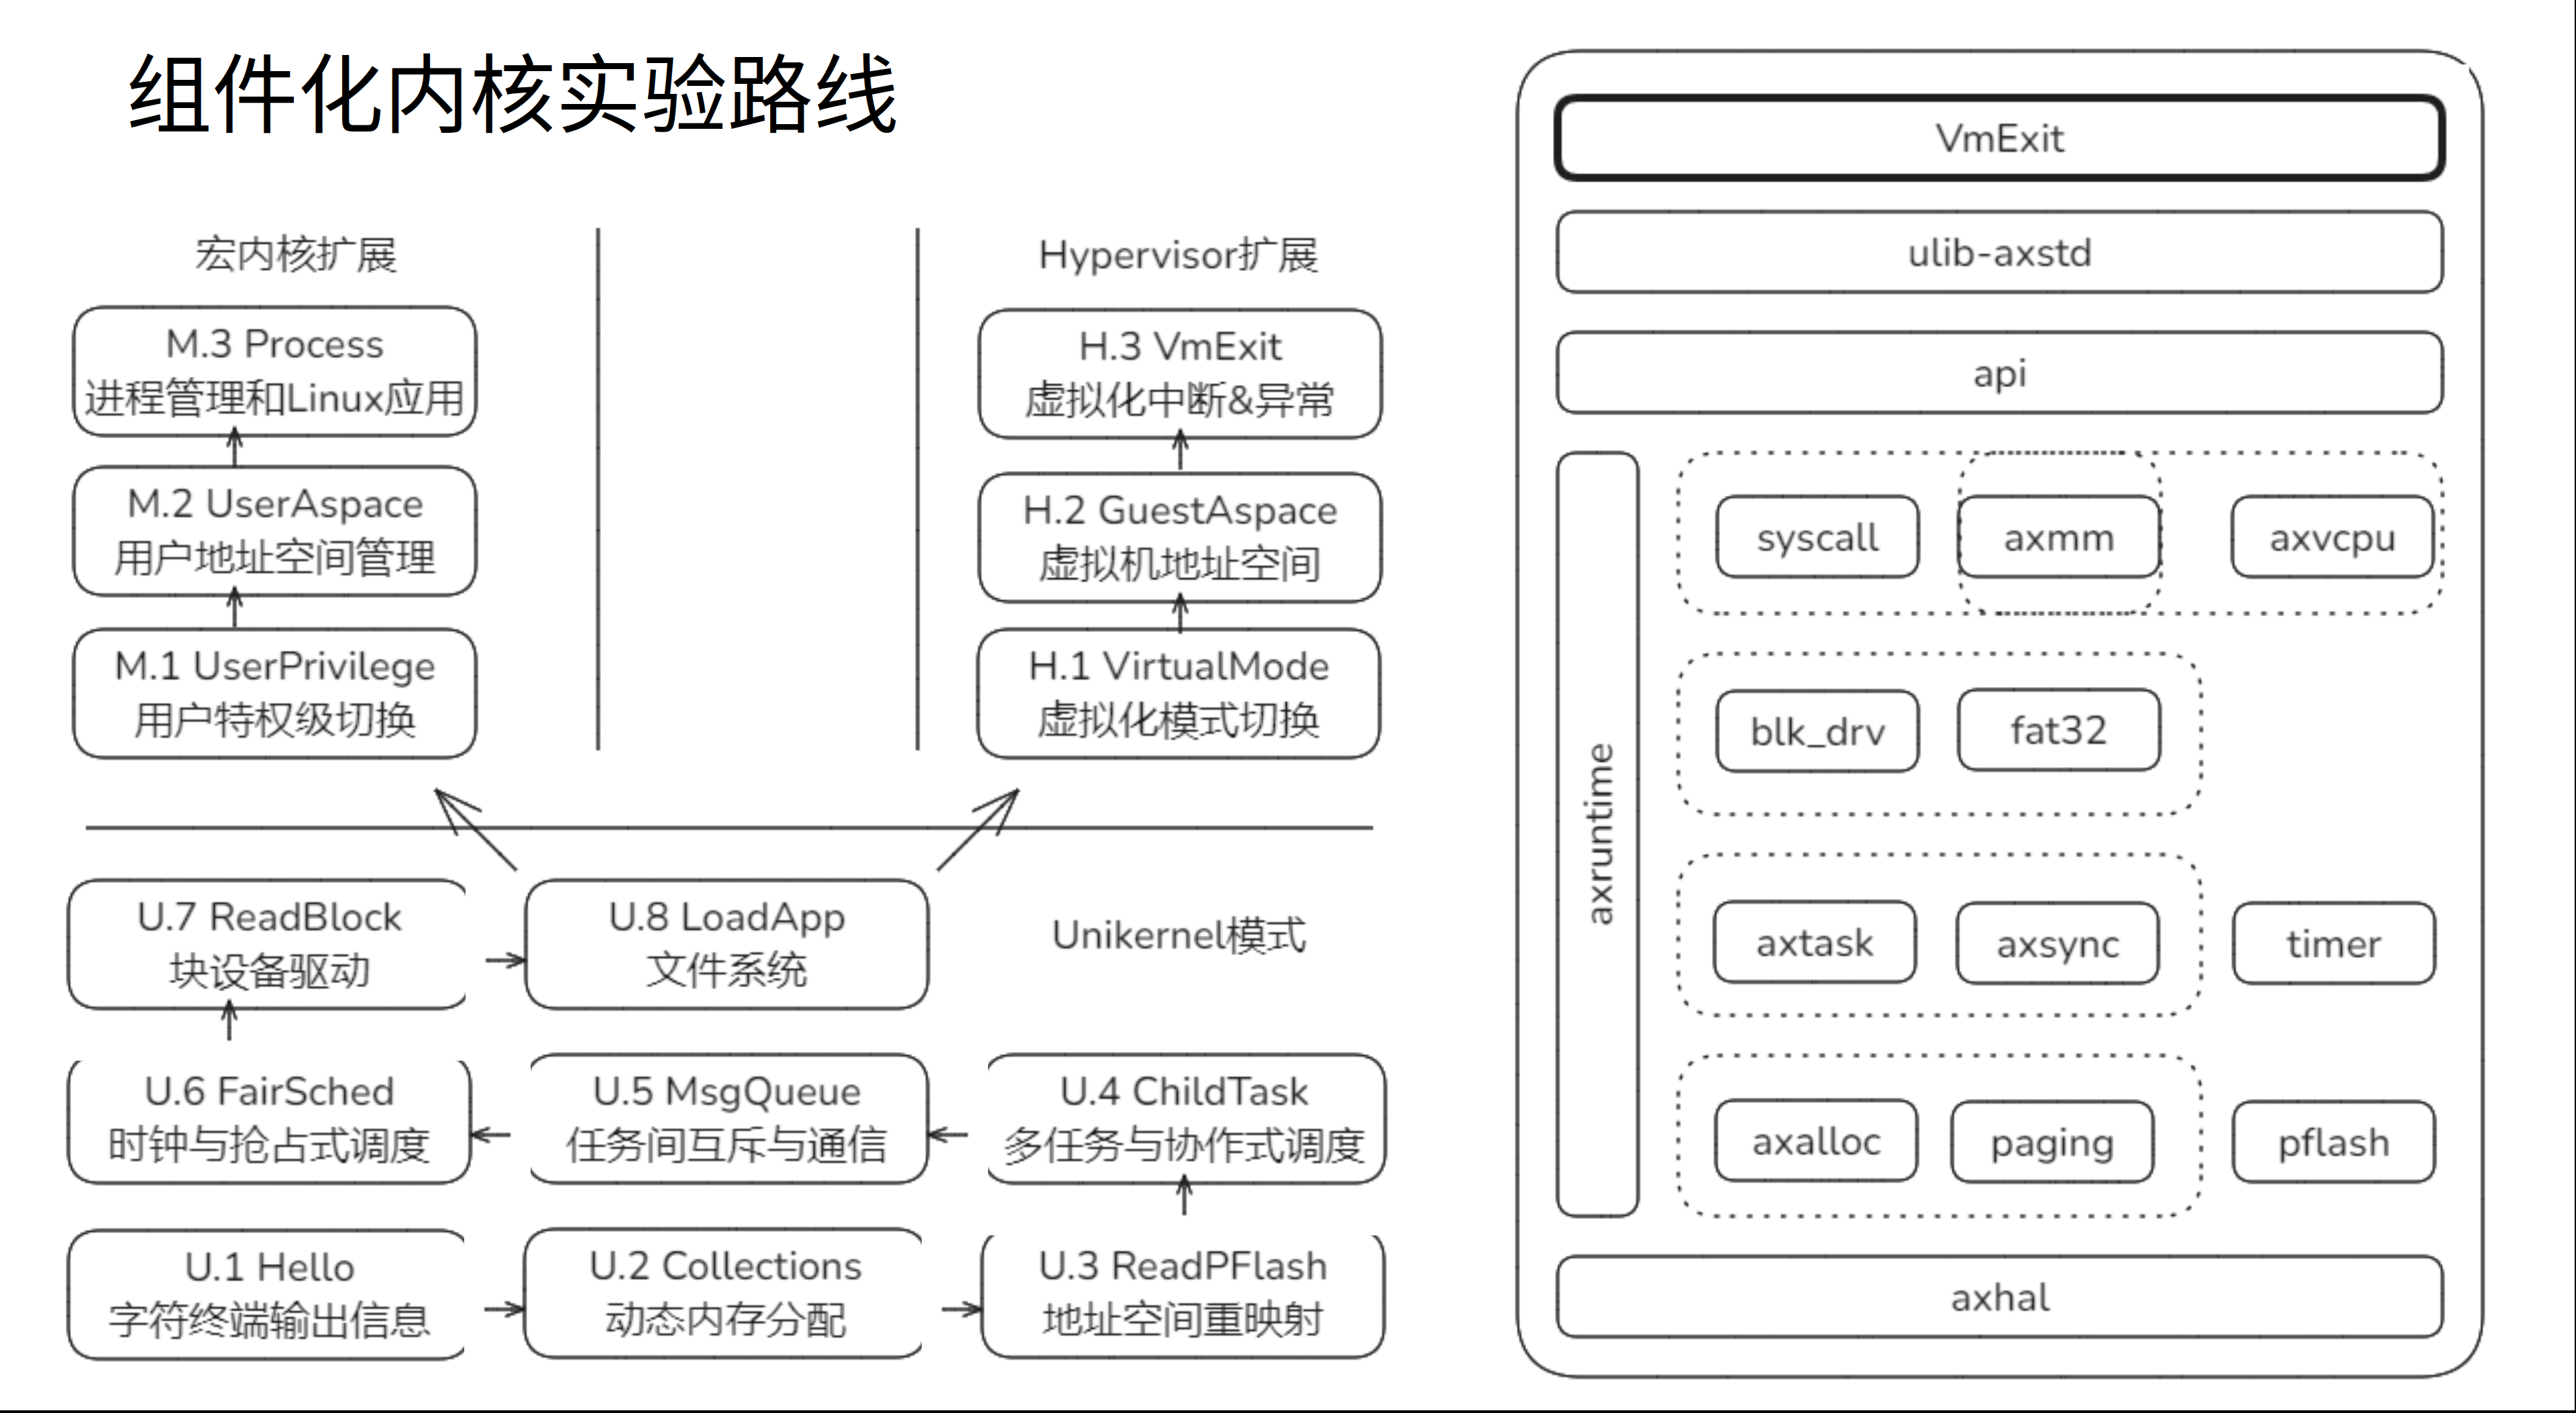 组件化内核实验路线
宏内核扩展
M.3 Process
进程管理和Linux应用
M.2 UserAspace
用户地址空间管理
M.1 UserPrivilege
用户特权级切换
Hypervisor扩展
H.3 VmExit
虚拟化中断&异常
H.2 GuestAspace
虚拟机地址空间
H.1 VirtualMode
虚拟化模式切换
U.7 ReadBlock
块设备驱动
U.8 LoadApp
文件系统
Unikernel模式
U.6 FairSched
时钟与抢占式调度
U.5 MsgQueue
任务间互斥与通信
U.4 ChildTask
多任务与协作式调度
U.1 Hello
字符终端输出信息
U.2 Collections
动态内存分配
U.3 ReadPFlash
地址空间重映射
VmExit
ulib-axstd
api
axruntime
syscall
axmm
axvcpu
blk_drv
fat32
axtask
axsync
timer
axalloc
paging
pflash
axhal